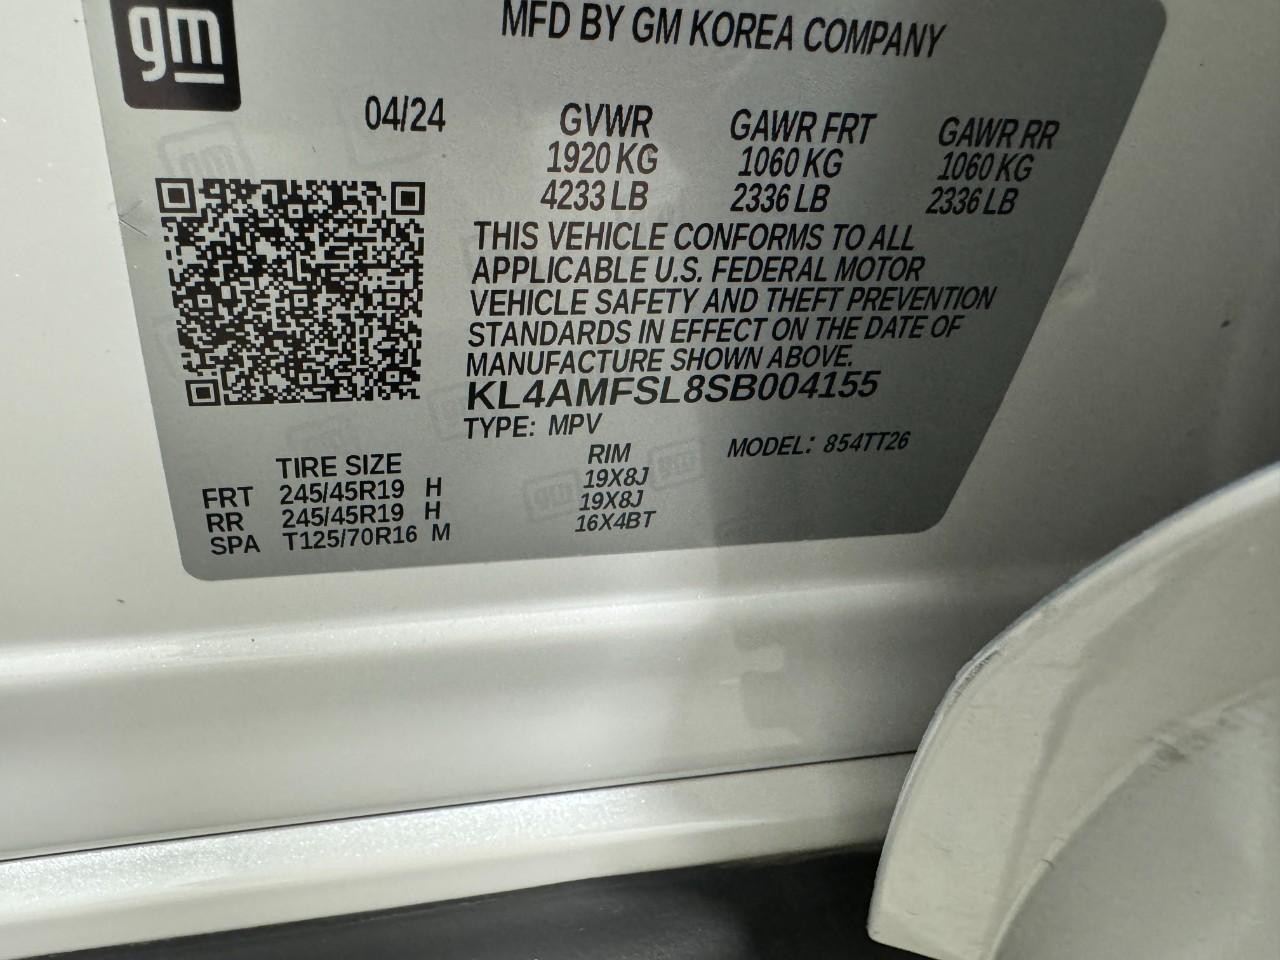 gm
MFD BY GM KOREA COMPANY
04/24 GVWR GAWR FRT GAWR RR
1920 KG 1060 KG 1060 KG
4233 LB 2336 LB 2336 LB
THIS VEHICLE CONFORMS TO ALL
APPLICABLE U.S. FEDERAL MOTOR
VEHICLE SAFETY AND THEFT PREVENTION
STANDARDS IN EFFECT ON THE DATE OF
MANUFACTURE SHOWN ABOVE.
KL4AMFSL8SB004155
TYPE: MPV MODEL: 854TT26
TIRE SIZE RIM
FRT 245/45R19 H 19X8J
RR 245/45R19 H 19X8J
SPA T125/70R16 M 16X4BT